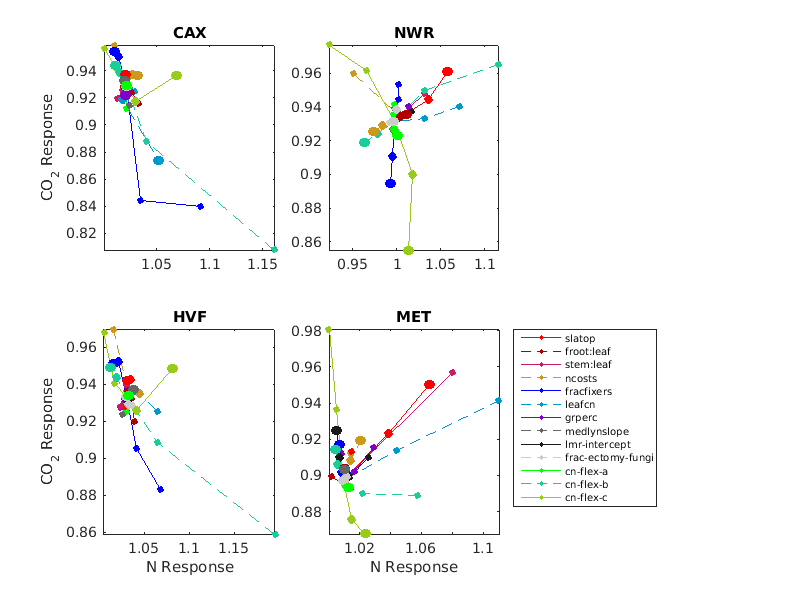 CAX
NWR
0.94
0.92
0.9
0.88
0.86
0.84
0.82
CO2 Response
1.05
1.1
1.15
0.96
0.94
0.92
0.9
0.88
0.86
0.95
1
1.05
1.1
HVF
MET
0.96
0.94
0.92
0.9
0.88
0.86
CO2 Response
1.05
1.1
1.15
N Response
0.98
0.96
0.94
0.92
0.9
0.88
1.02
1.06
1.1
N Response
slatop
froot:leaf
stem:leaf
ncosts
fracfixers
leafcn
grperc
medlynslope
lmr-intercept
frac-ectomy-fungi
cn-flex-a
cn-flex-b
cn-flex-c